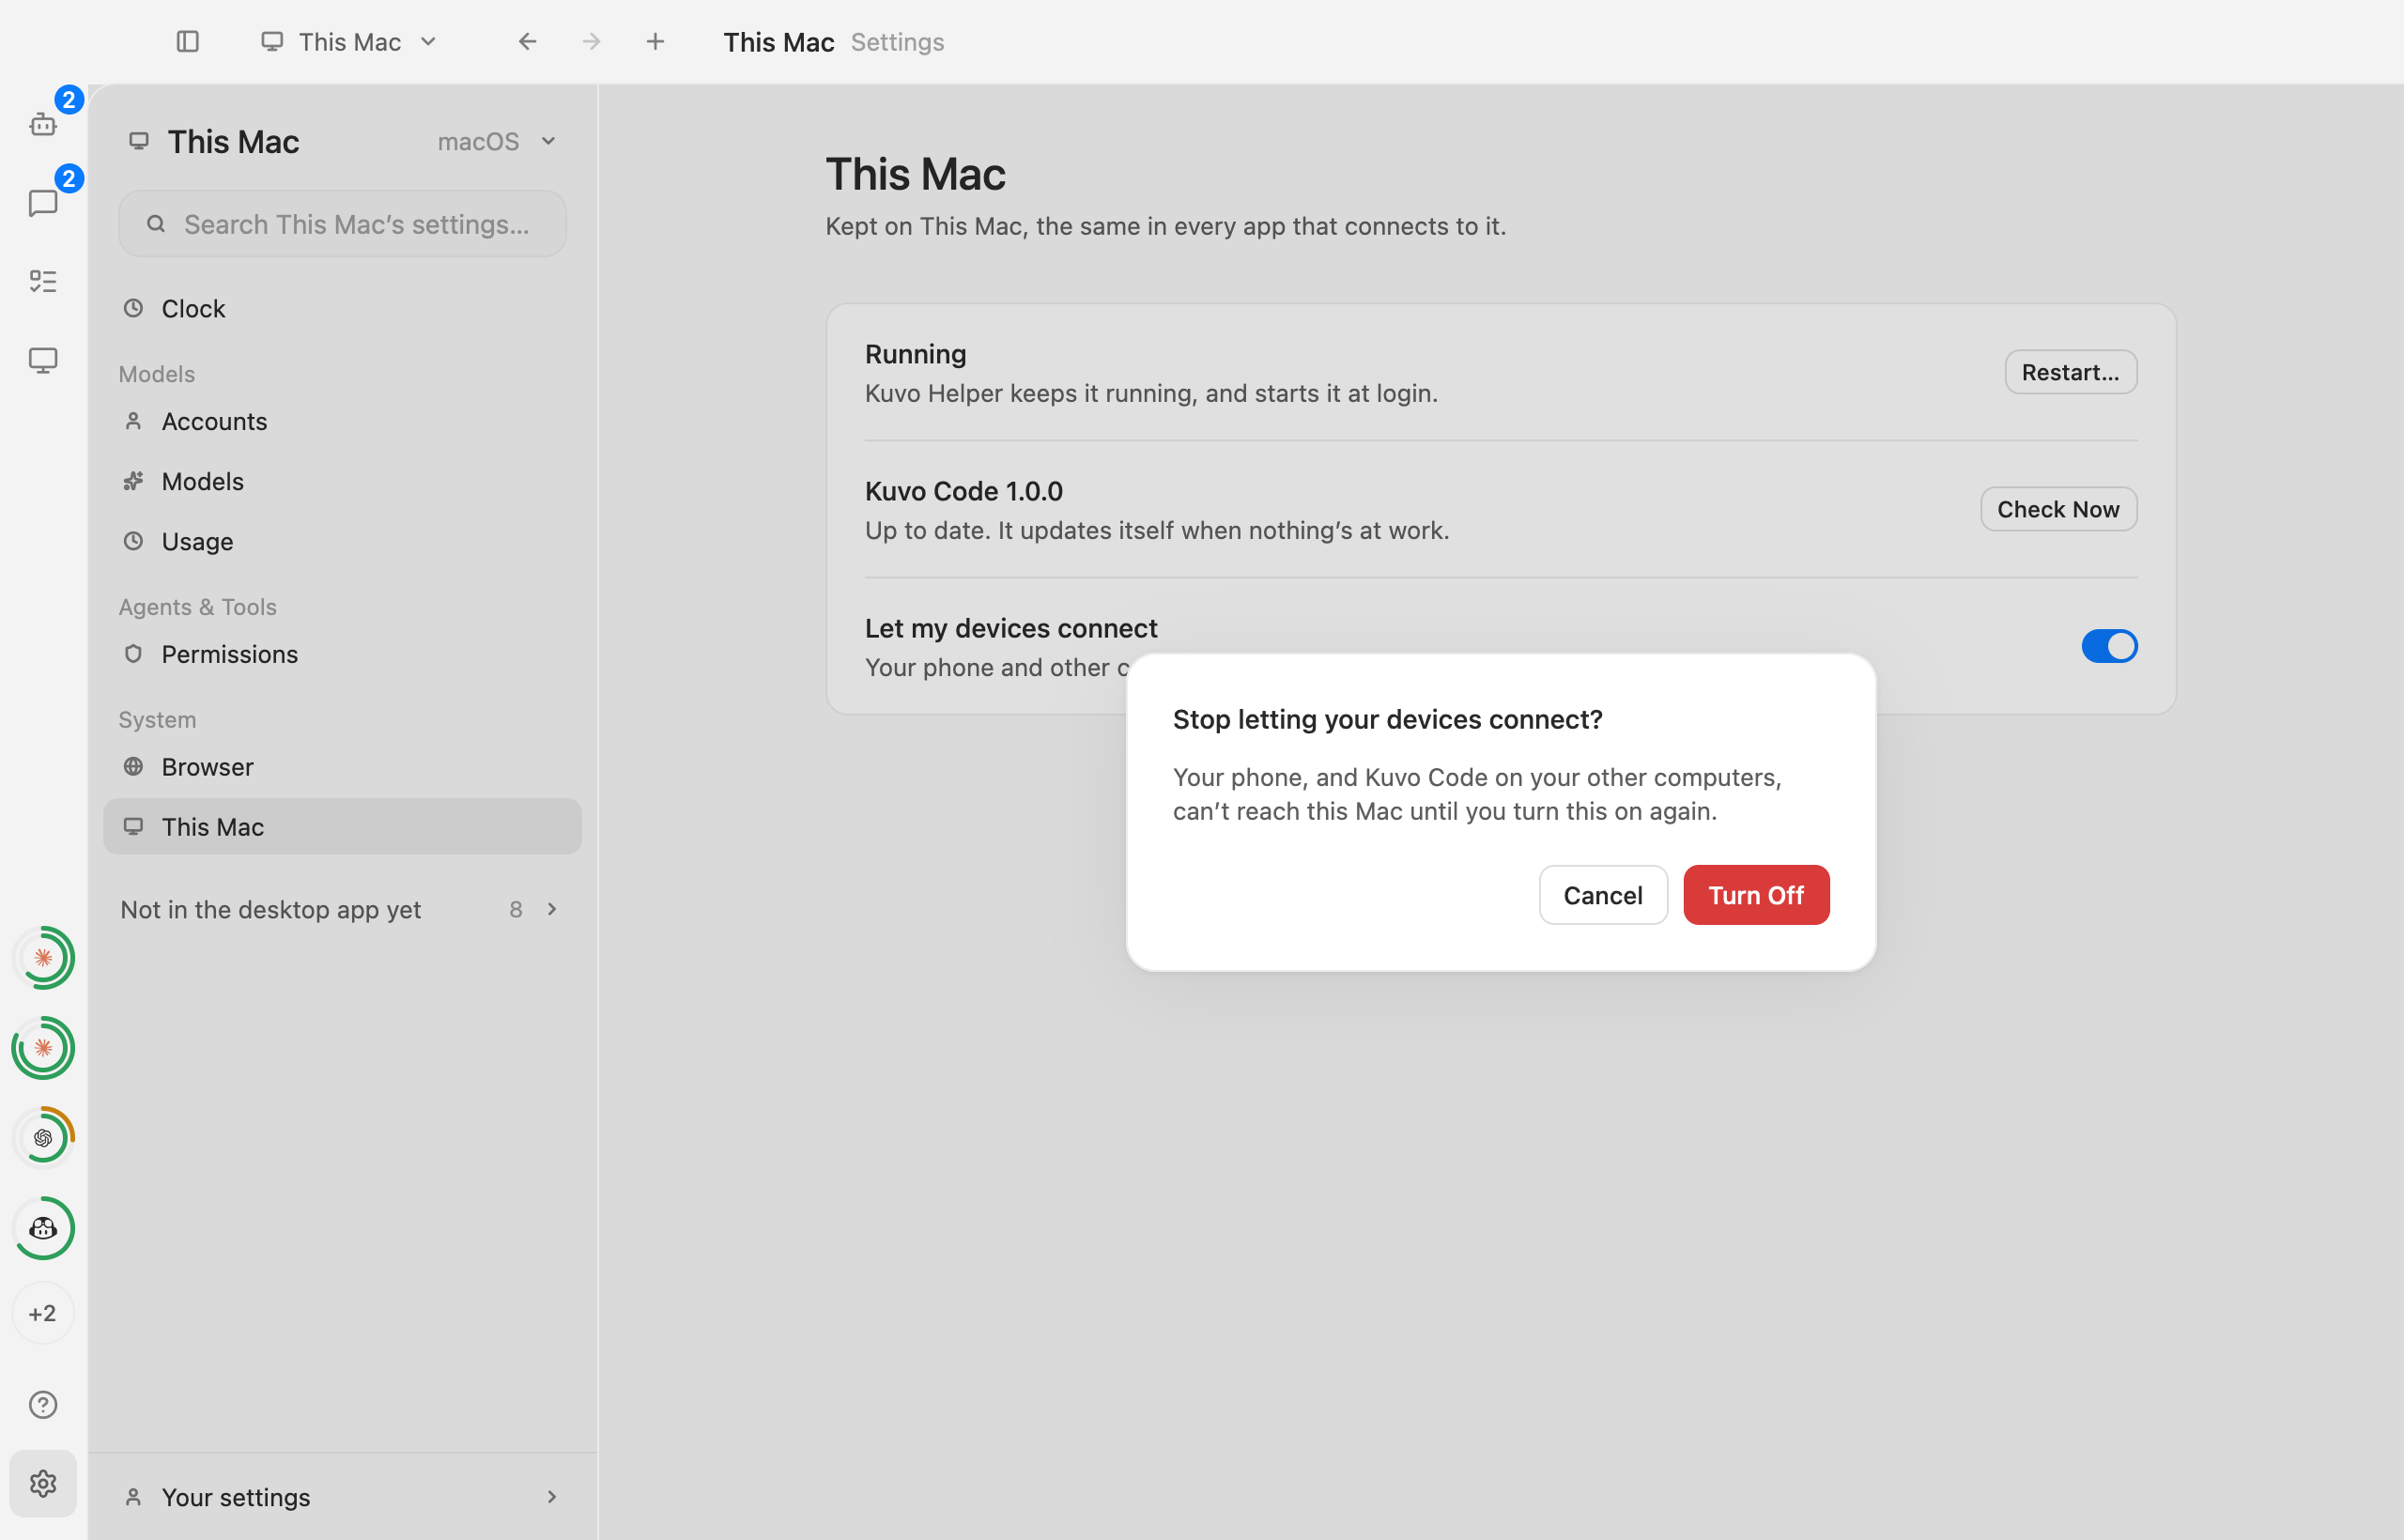 This Mac
This Mac Settings
2
2
This Mac
macOS
Search This Mac’s settings...
Clock
Models
Accounts
Models
Usage
Agents & Tools
Permissions
System
Browser
This Mac
Not in the desktop app yet
8
+2
Your settings
This Mac
Kept on This Mac, the same in every app that connects to it.
Running
Kuvo Helper keeps it running, and starts it at login.
Restart...
Kuvo Code 1.0.0
Up to date. It updates itself when nothing’s at work.
Check Now
Let my devices connect
Your phone and other
Stop letting your devices connect?
Your phone, and Kuvo Code on your other computers,
can’t reach this Mac until you turn this on again.
Cancel
Turn Off